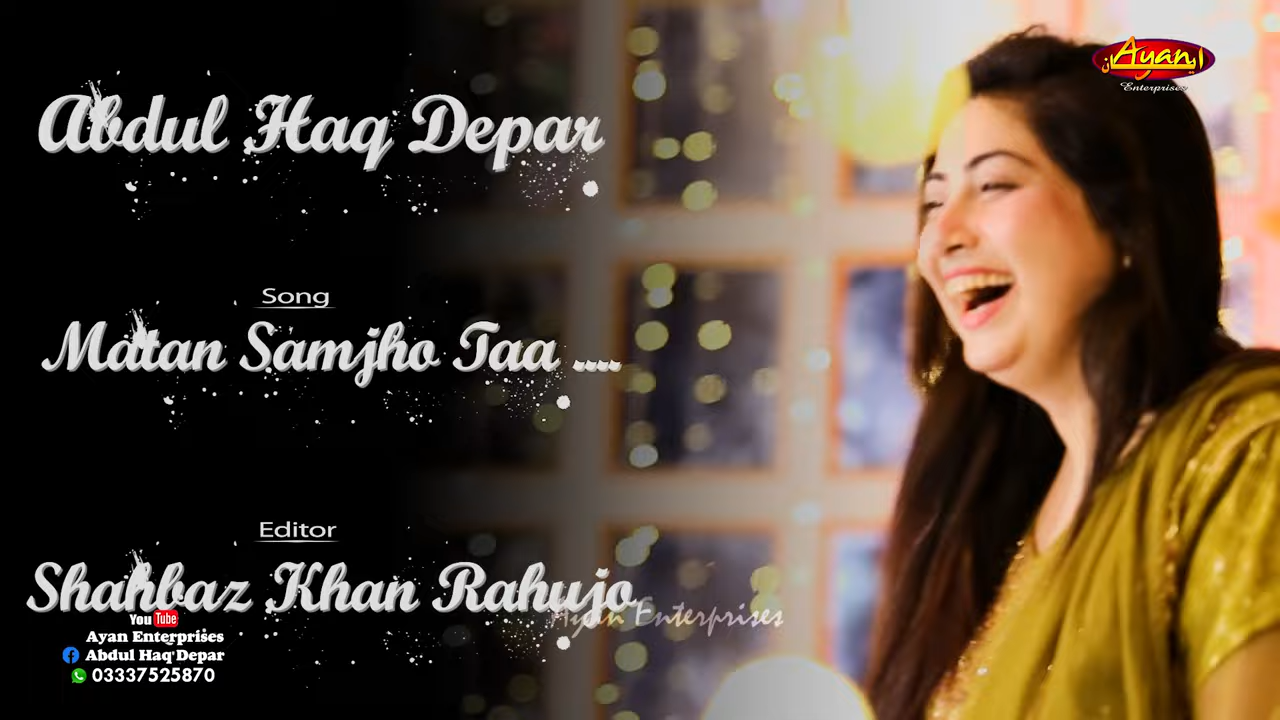 Abdul Haq Depar
Ayan ایان
Enterprises
Song
Matan Samjho Taa ....
Editor
Shahbaz Khan Rahujo
Ayan Enterprises
YouTube
Ayan Enterprises
Abdul Haq Depar
03337525870